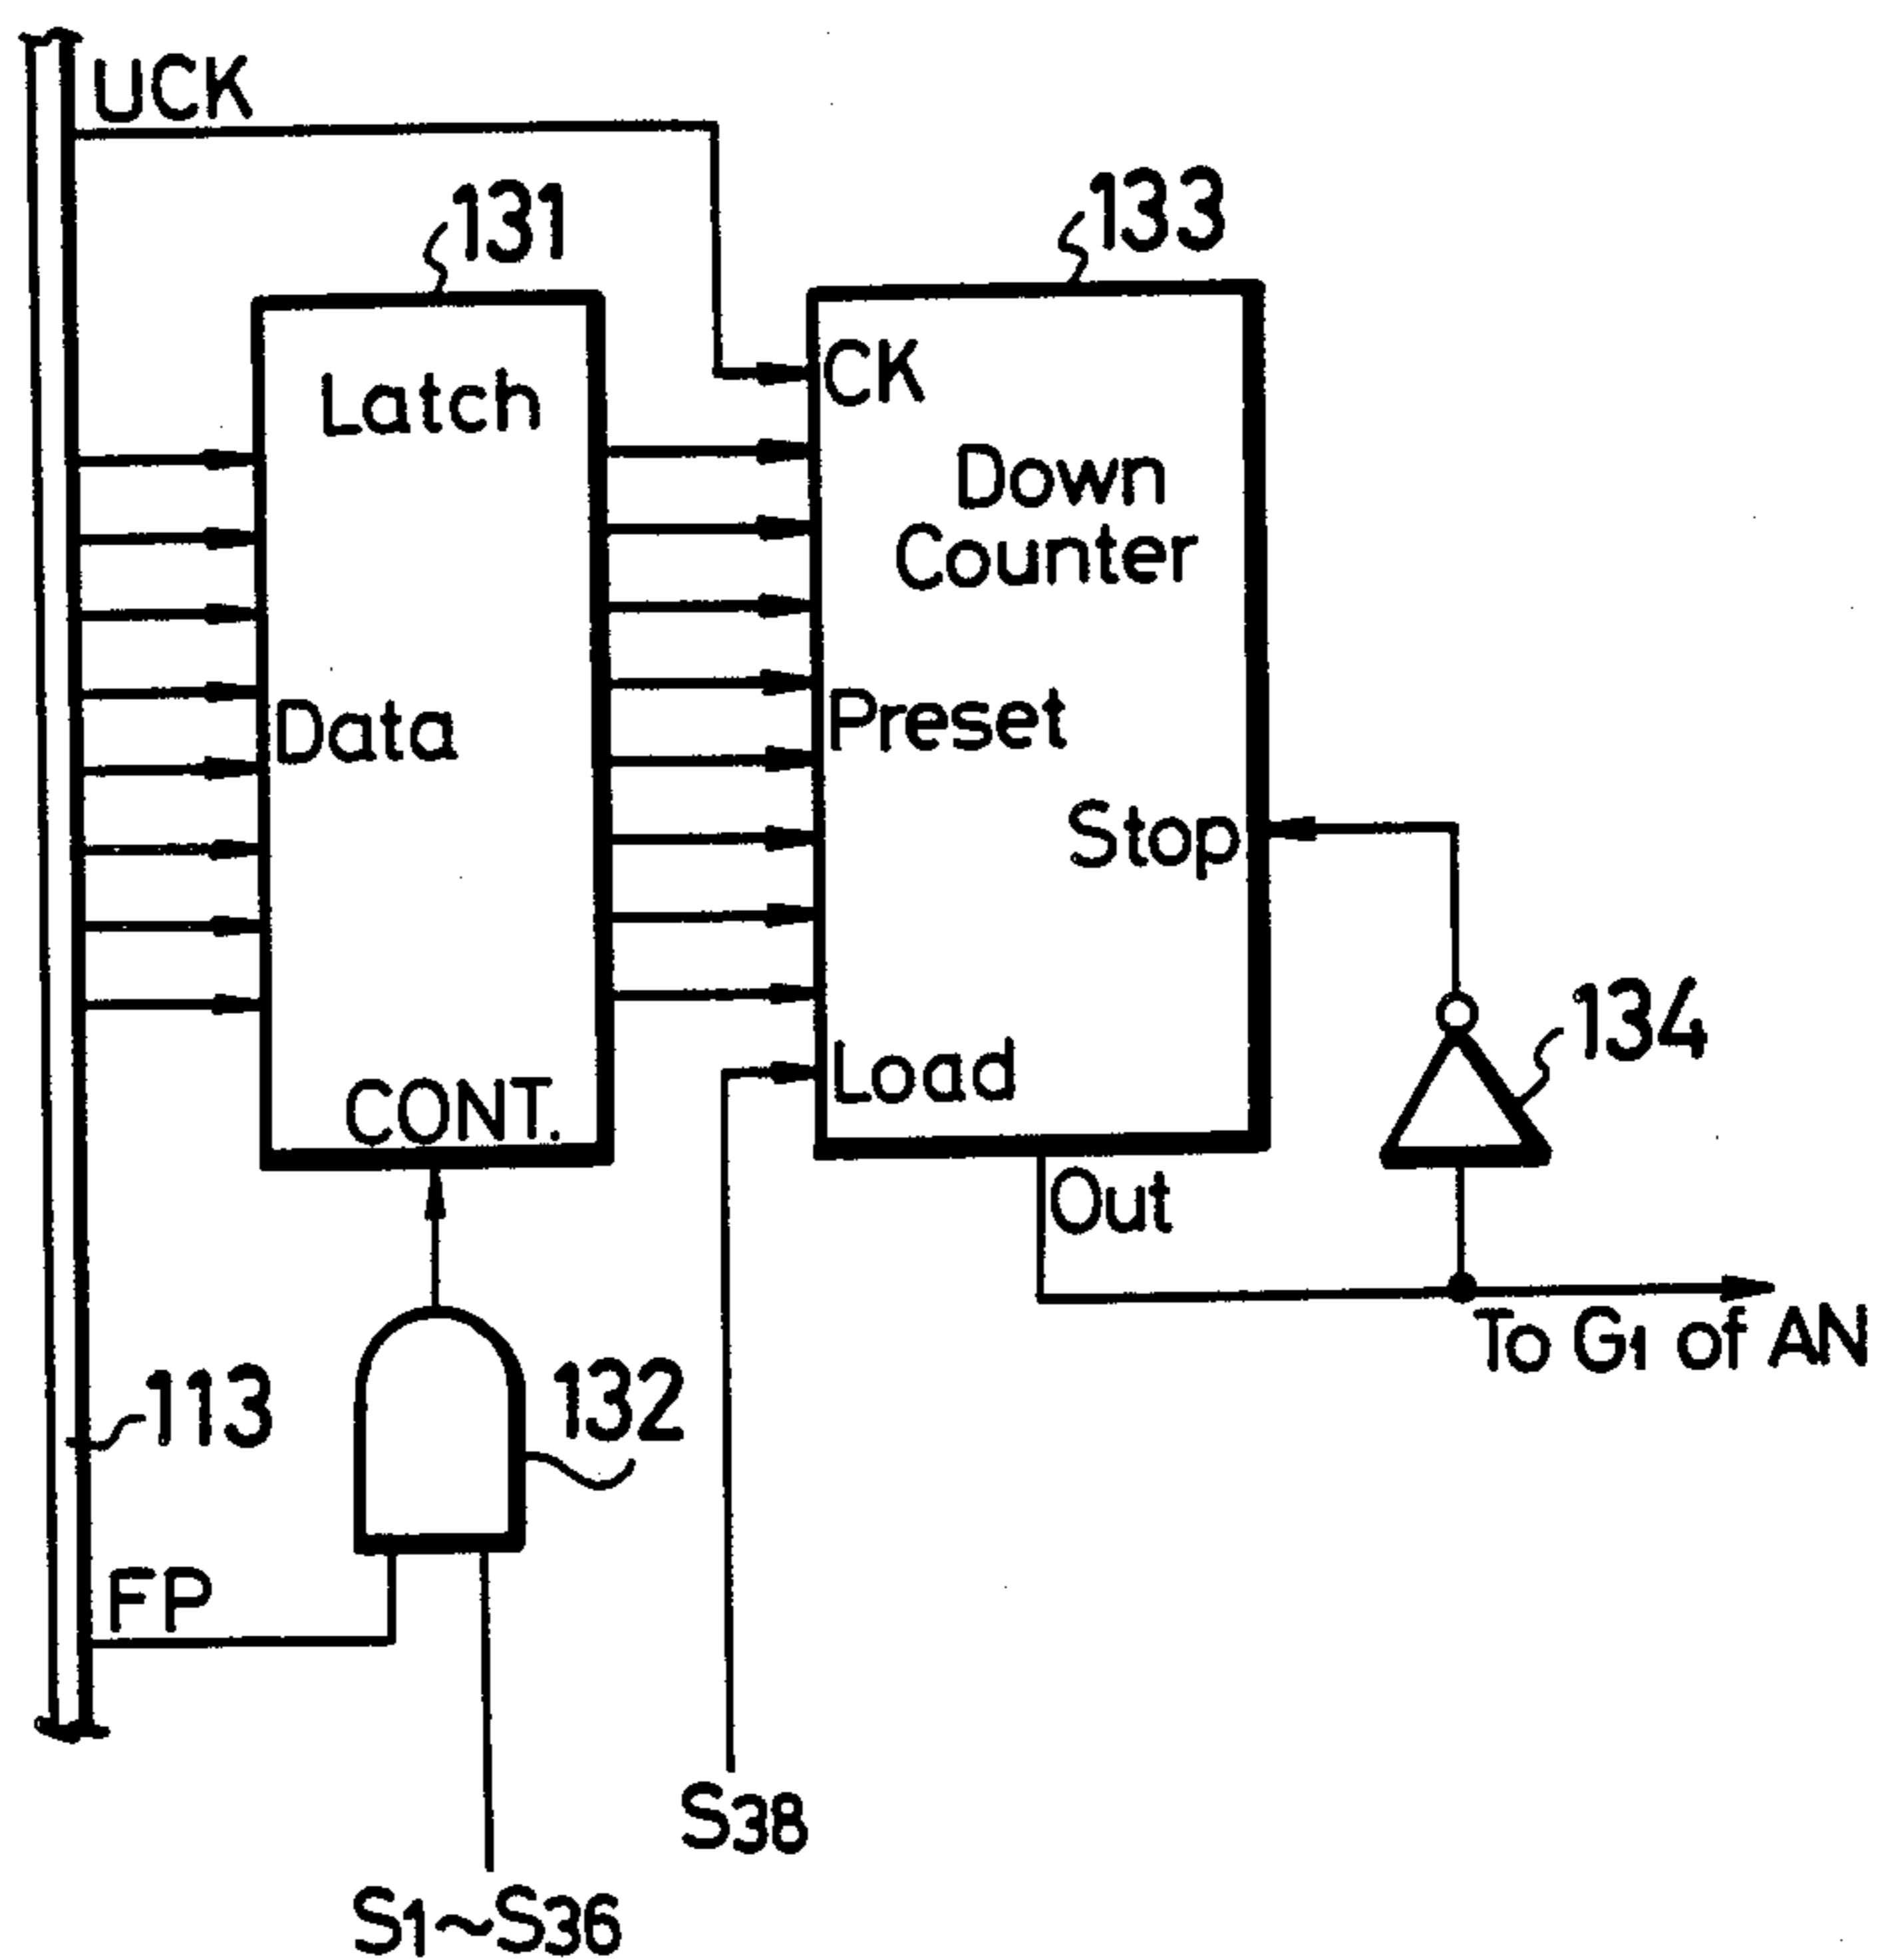 UCK
131
133
Latch
CK
Down
Counter
Data
Preset
Stop
134
Load
CONT.
Out
To G1 of AN
113
132
FP
S38
S1~S36